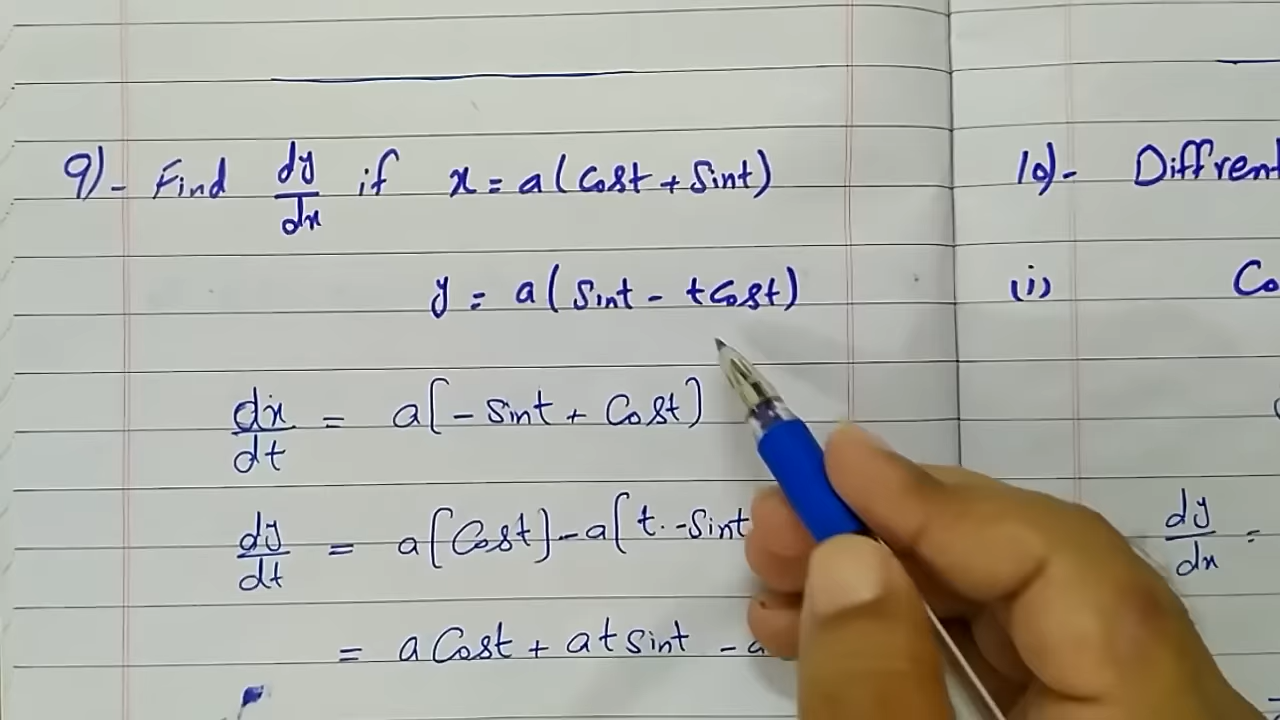 9)- Find dy/dx if x = a(Cost + Sint)
y = a(Sint - tCost)
dx/dt = a[-Sint + Cost]
dy/dt = a[Cost] - a[t.-Sint
= aCost + atSint - a
10)- Diffrent
(i) Co
dy/dx =